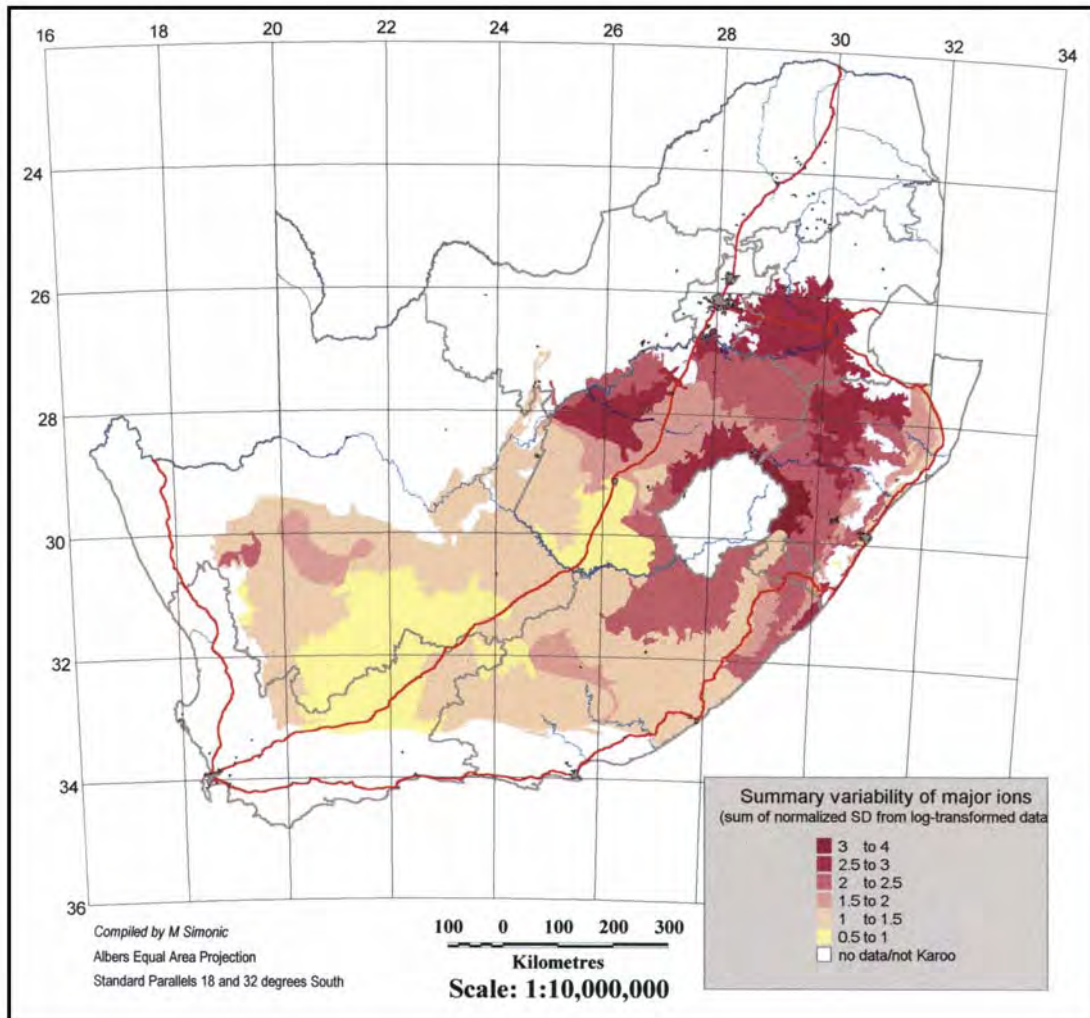 16 18 20 22 24 26 28 30 32 34
24
26
28
30
32
34
36
Summary variability of major ions
(sum of normalized SD from log-transformed data
3 to 4
2.5 to 3
2 to 2.5
1.5 to 2
1 to 1.5
0.5 to 1
no data/not Karoo
Compiled by M Simonic
Albers Equal Area Projection
Standard Parallels 18 and 32 degrees South
100 0 100 200 300
Kilometres
Scale: 1:10,000,000